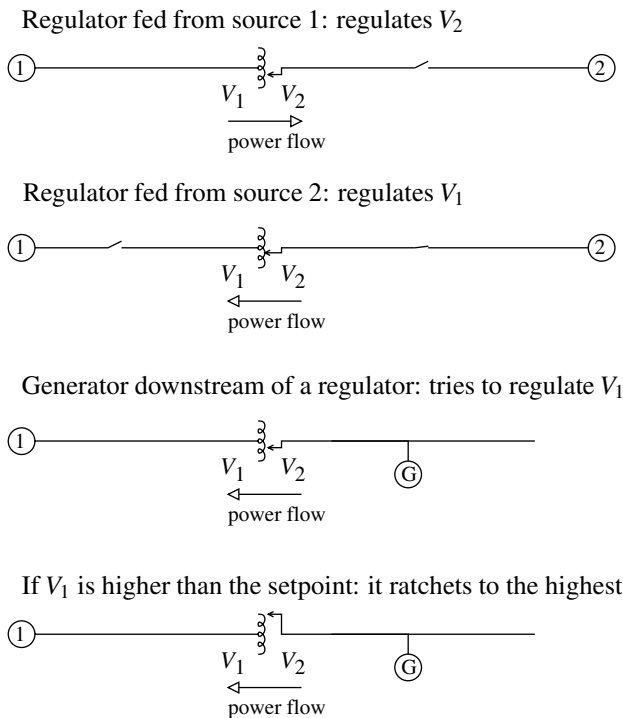 Regulator fed from source 1: regulates V2
1 2
V1 V2
power flow
Regulator fed from source 2: regulates V1
1 2
V1 V2
power flow
Generator downstream of a regulator: tries to regulate V1
1
V1 V2 G
power flow
If V1 is higher than the setpoint: it ratchets to the highest
1
V1 V2 G
power flow